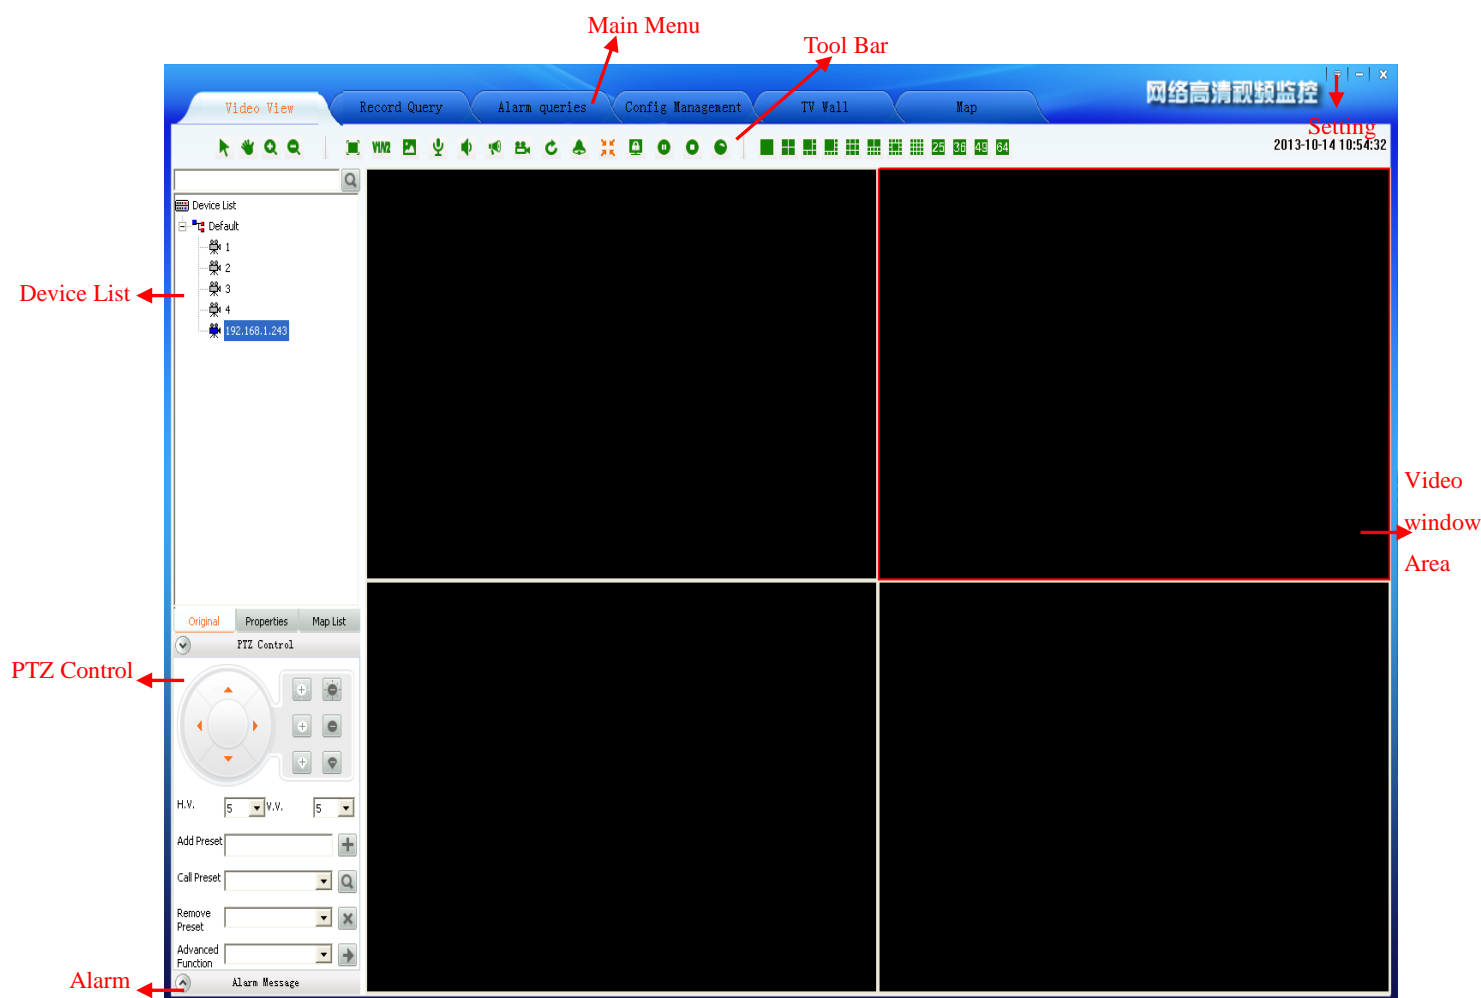 Main Menu
Tool Bar
网络高清视频监控
Video View
Record Query
Alarm queries
Config Management
TV Wall
Map
Setting
2013-10-14 10:54:32
V1V2
25
36
49
64
Device List
Default
1
2
3
4
192.168.1.243
Device List
Video
window
Area
Original
Properties
Map List
PTZ Control
PTZ Control
H.V.
5
V.V.
5
Add Preset
Call Preset
Remove
Preset
Advanced
Function
Alarm
Alarm Message